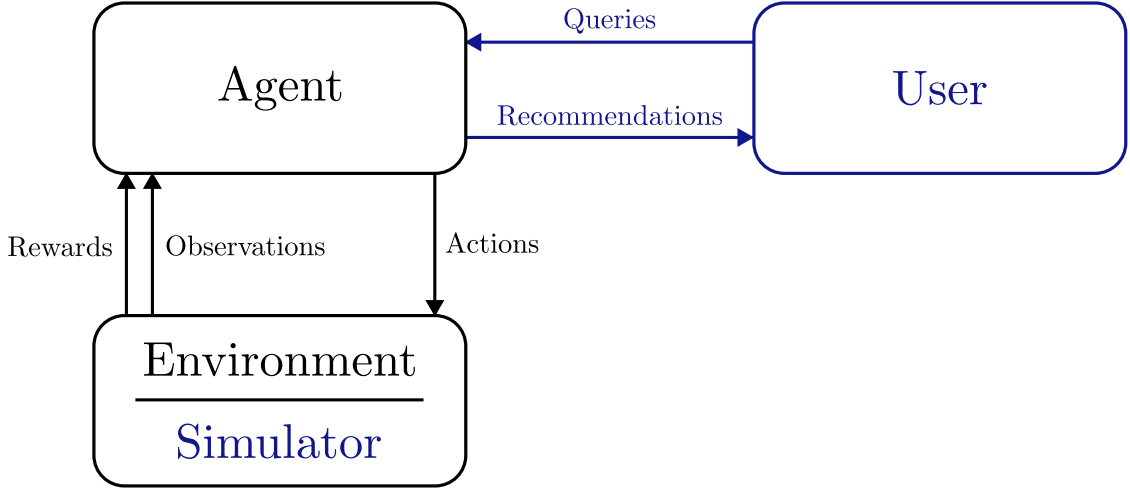 Queries
Agent
User
Recommendations
Rewards
Observations
Actions
Environment
Simulator